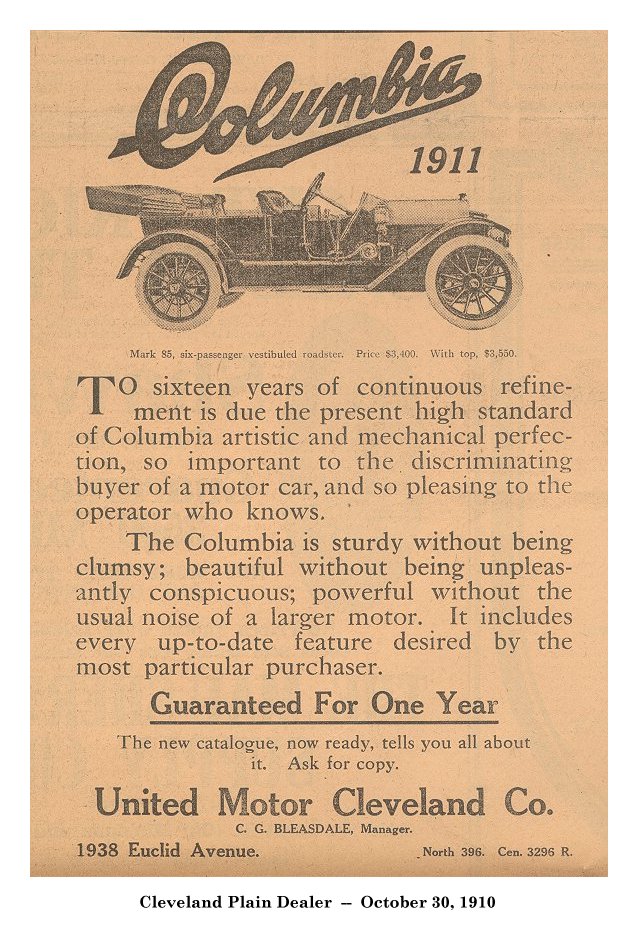 Columbia
1911
Mark 85, six-passenger vestibuled roadster. Price $3,400. With top, $3,550.
To sixteen years of continuous refine-
ment is due the present high standard
of Columbia artistic and mechanical perfec-
tion, so important to the discriminating
buyer of a motor car, and so pleasing to the
operator who knows.
The Columbia is sturdy without being
clumsy; beautiful without being unpleas-
antly conspicuous; powerful without the
usual noise of a larger motor. It includes
every up-to-date feature desired by the
most particular purchaser.
Guaranteed For One Year
The new catalogue, now ready, tells you all about
it. Ask for copy.
United Motor Cleveland Co.
C. G. BLEASDALE, Manager.
1938 Euclid Avenue. North 396. Cen. 3296 R.
Cleveland Plain Dealer -- October 30, 1910